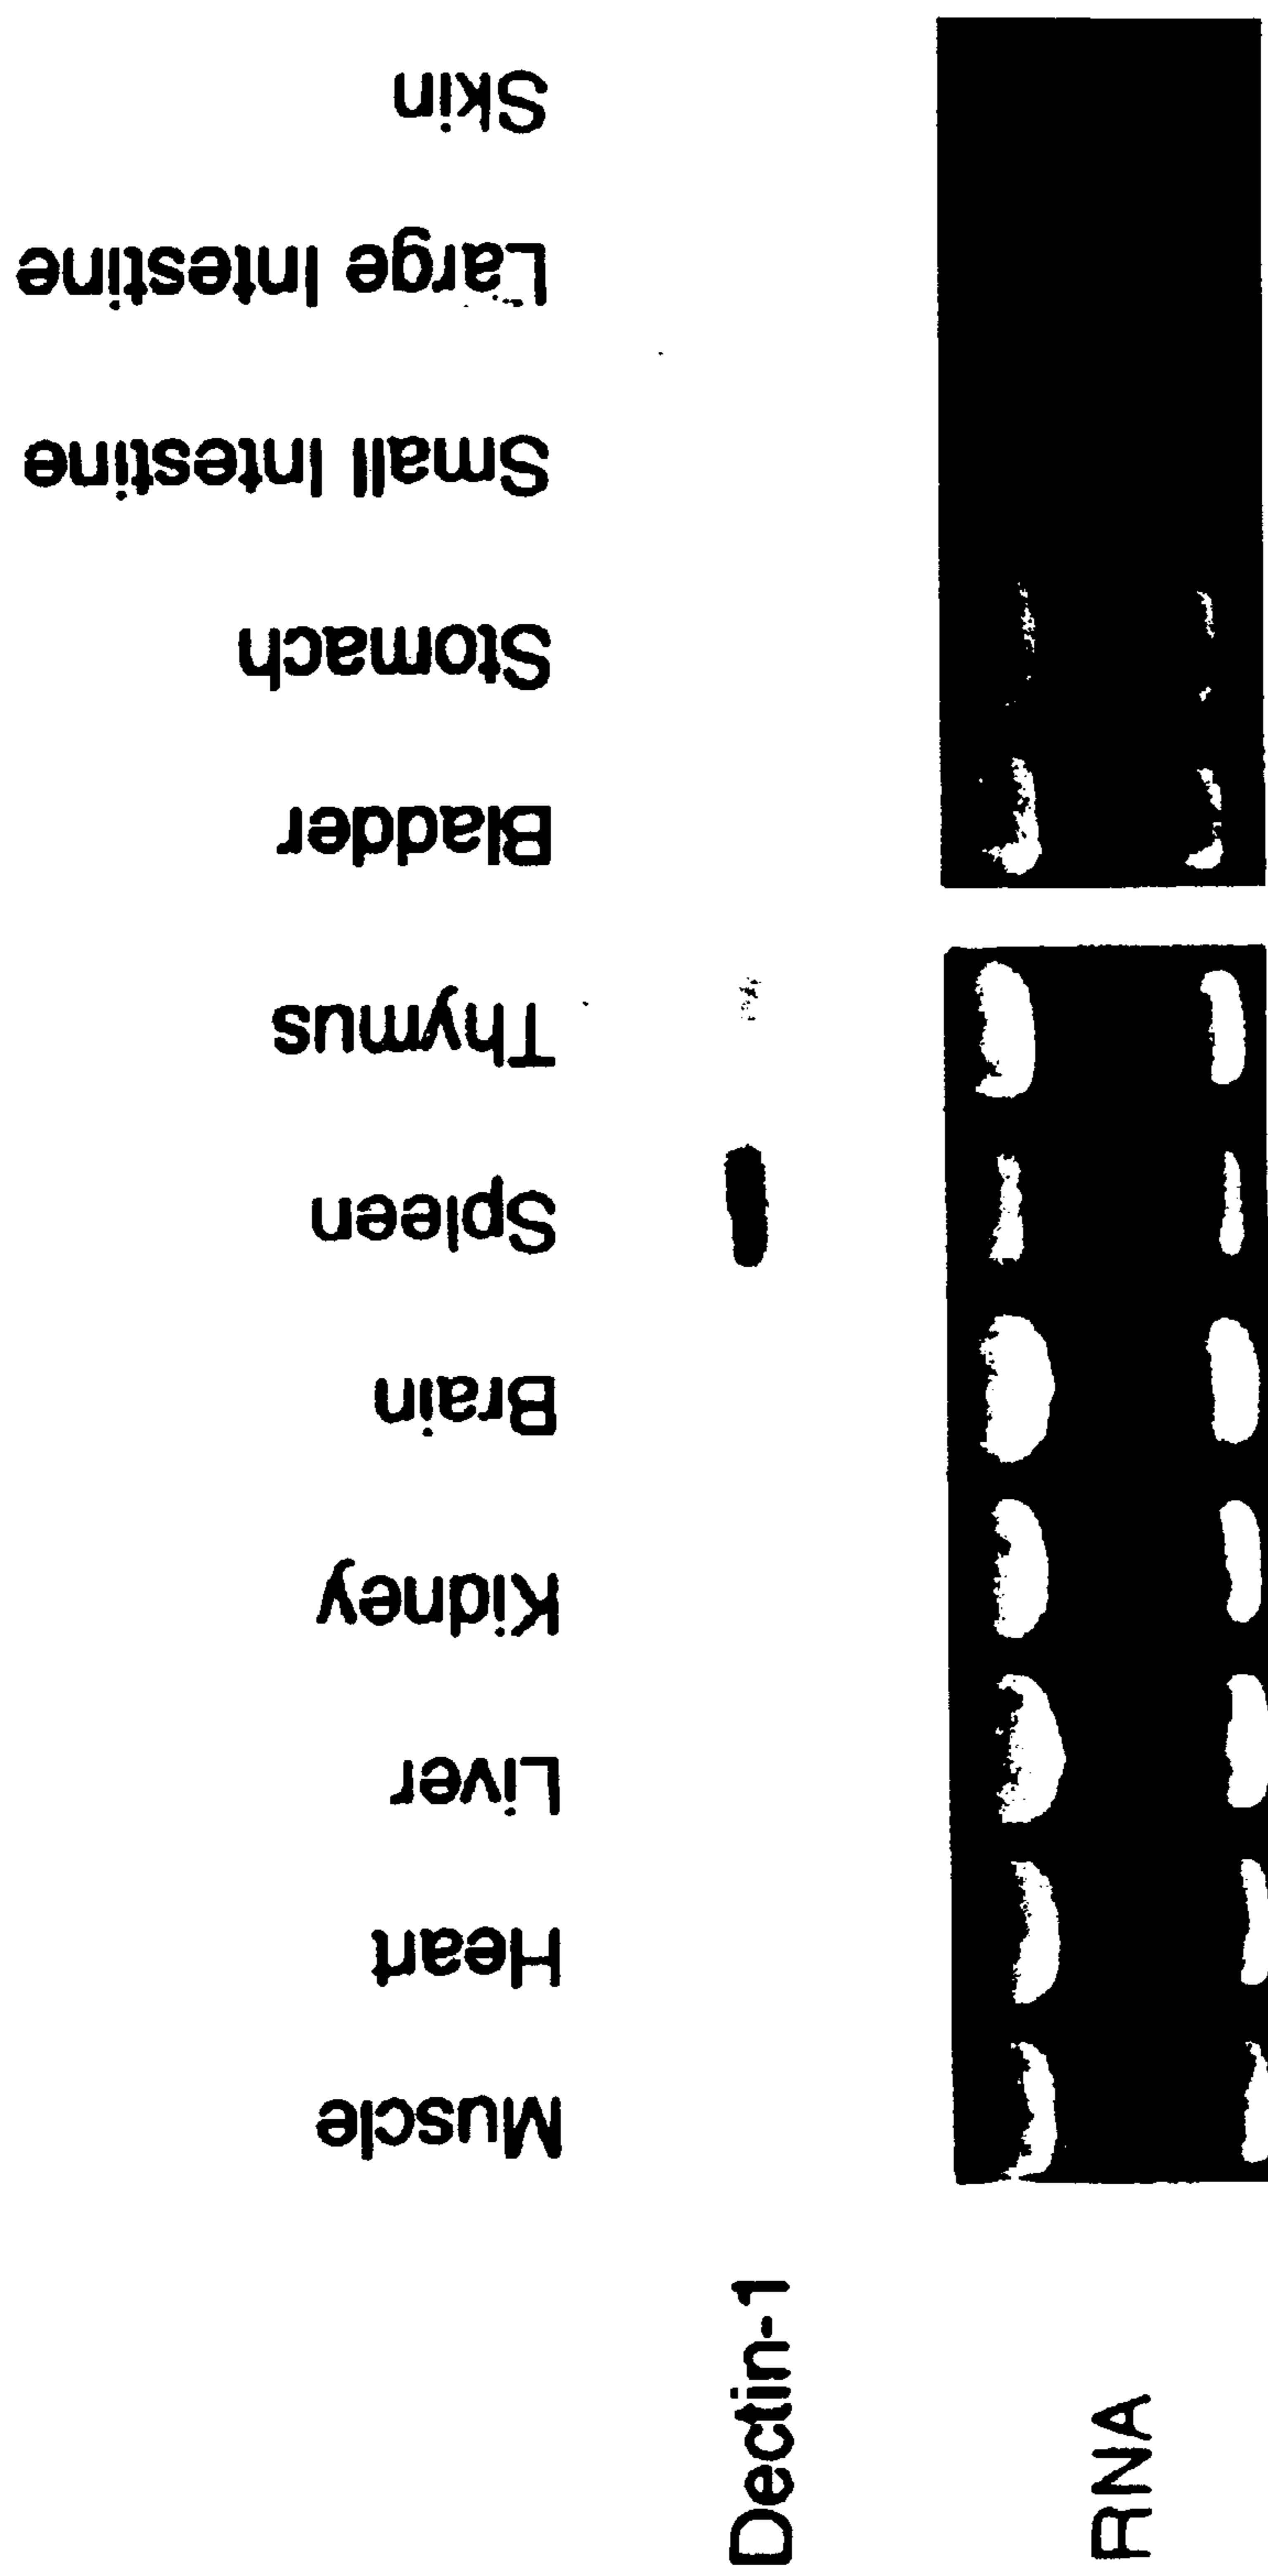 Muscle
Heart
Liver
Kidney
Brain
Spleen
Thymus
Bladder
Stomach
Small Intestine
Large Intestine
Skin
Dectin-1
RNA